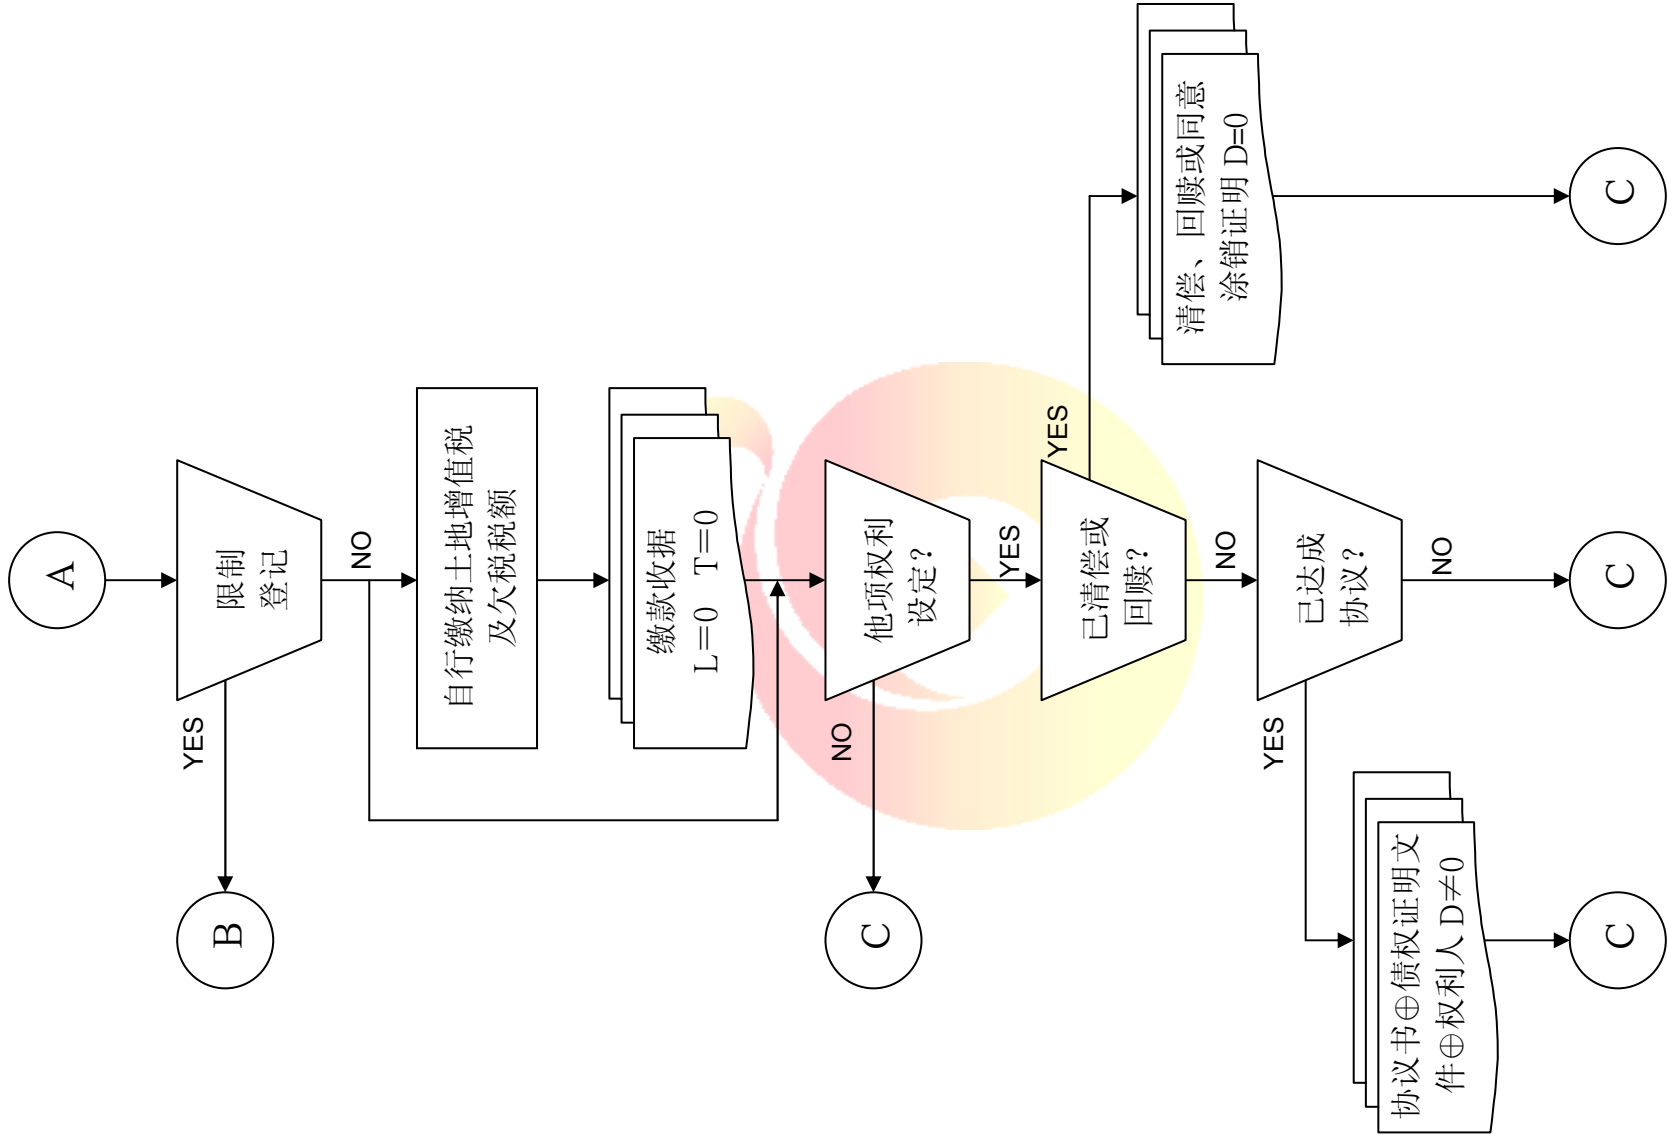 A
限制
登记
YES
B
NO
自行缴纳土地增值税
及欠税税额
缴款收据
L=0 T=0
他项权利
设定？
NO
C
YES
已清偿或
回赎？
YES
清偿、回赎或同意
涂销证明 D=0
C
NO
已达成
协议？
YES
协议书⊕债权证明文
件⊕权利人 D≠0
C
NO
C